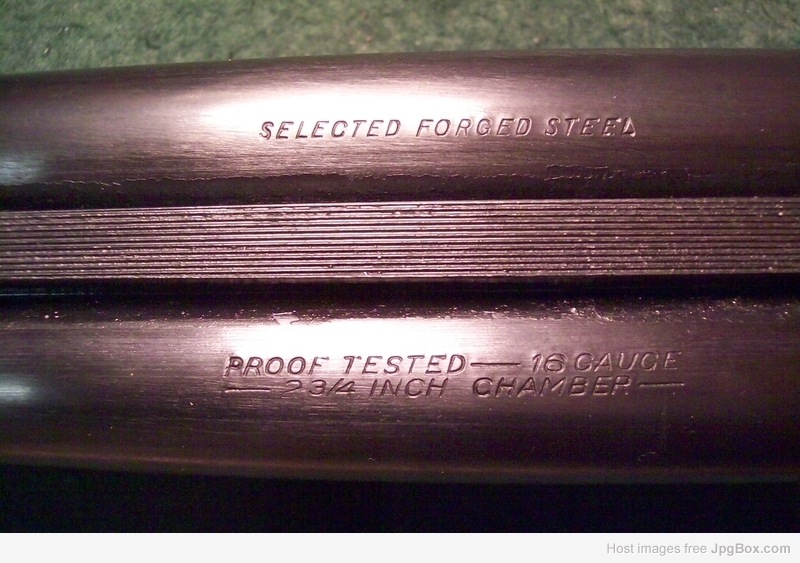 SELECTED FORGED STEEL
PROOF TESTED — 16 GAUGE
— 2 3/4 INCH CHAMBER —
Host images free JpgBox.com